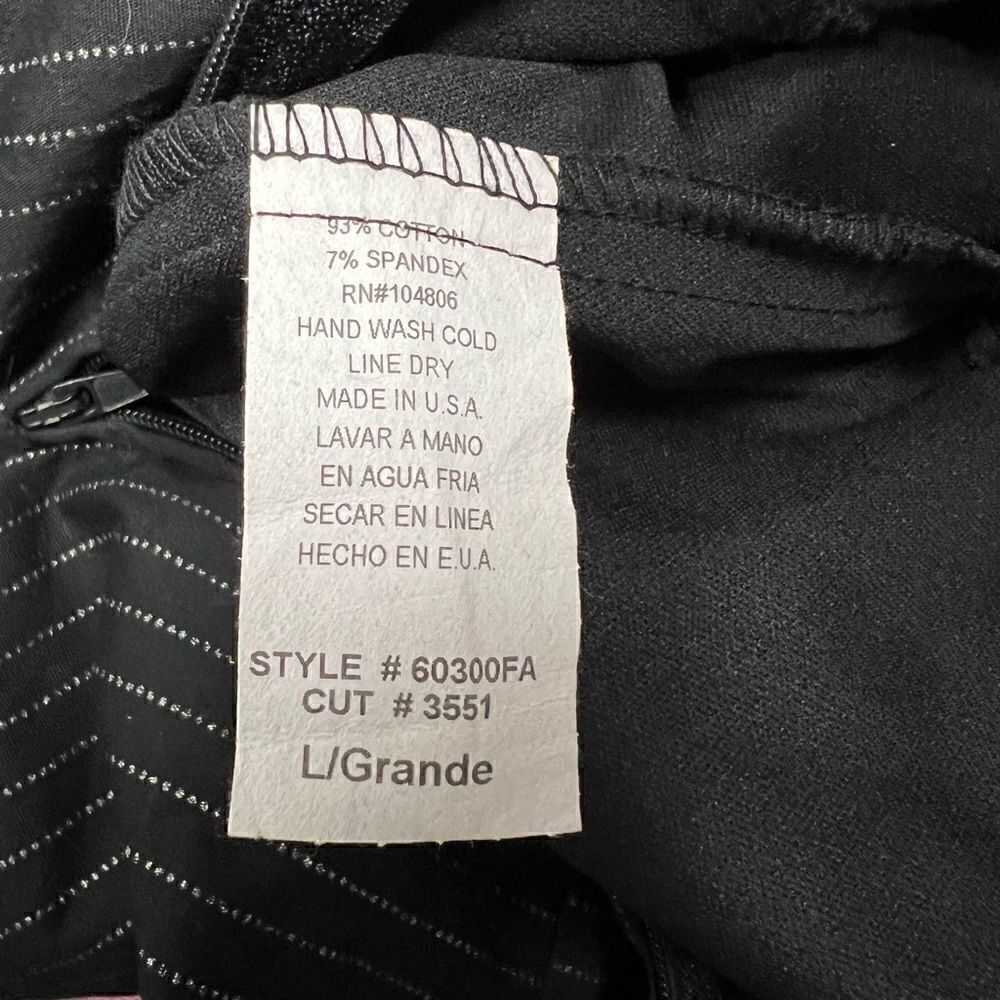 93% COTTON
7% SPANDEX
RN#104806
HAND WASH COLD
LINE DRY
MADE IN U.S.A.
LAVAR A MANO
EN AGUA FRIA
SECAR EN LINEA
HECHO EN E.U.A.
STYLE # 60300FA
CUT # 3551
L/Grande